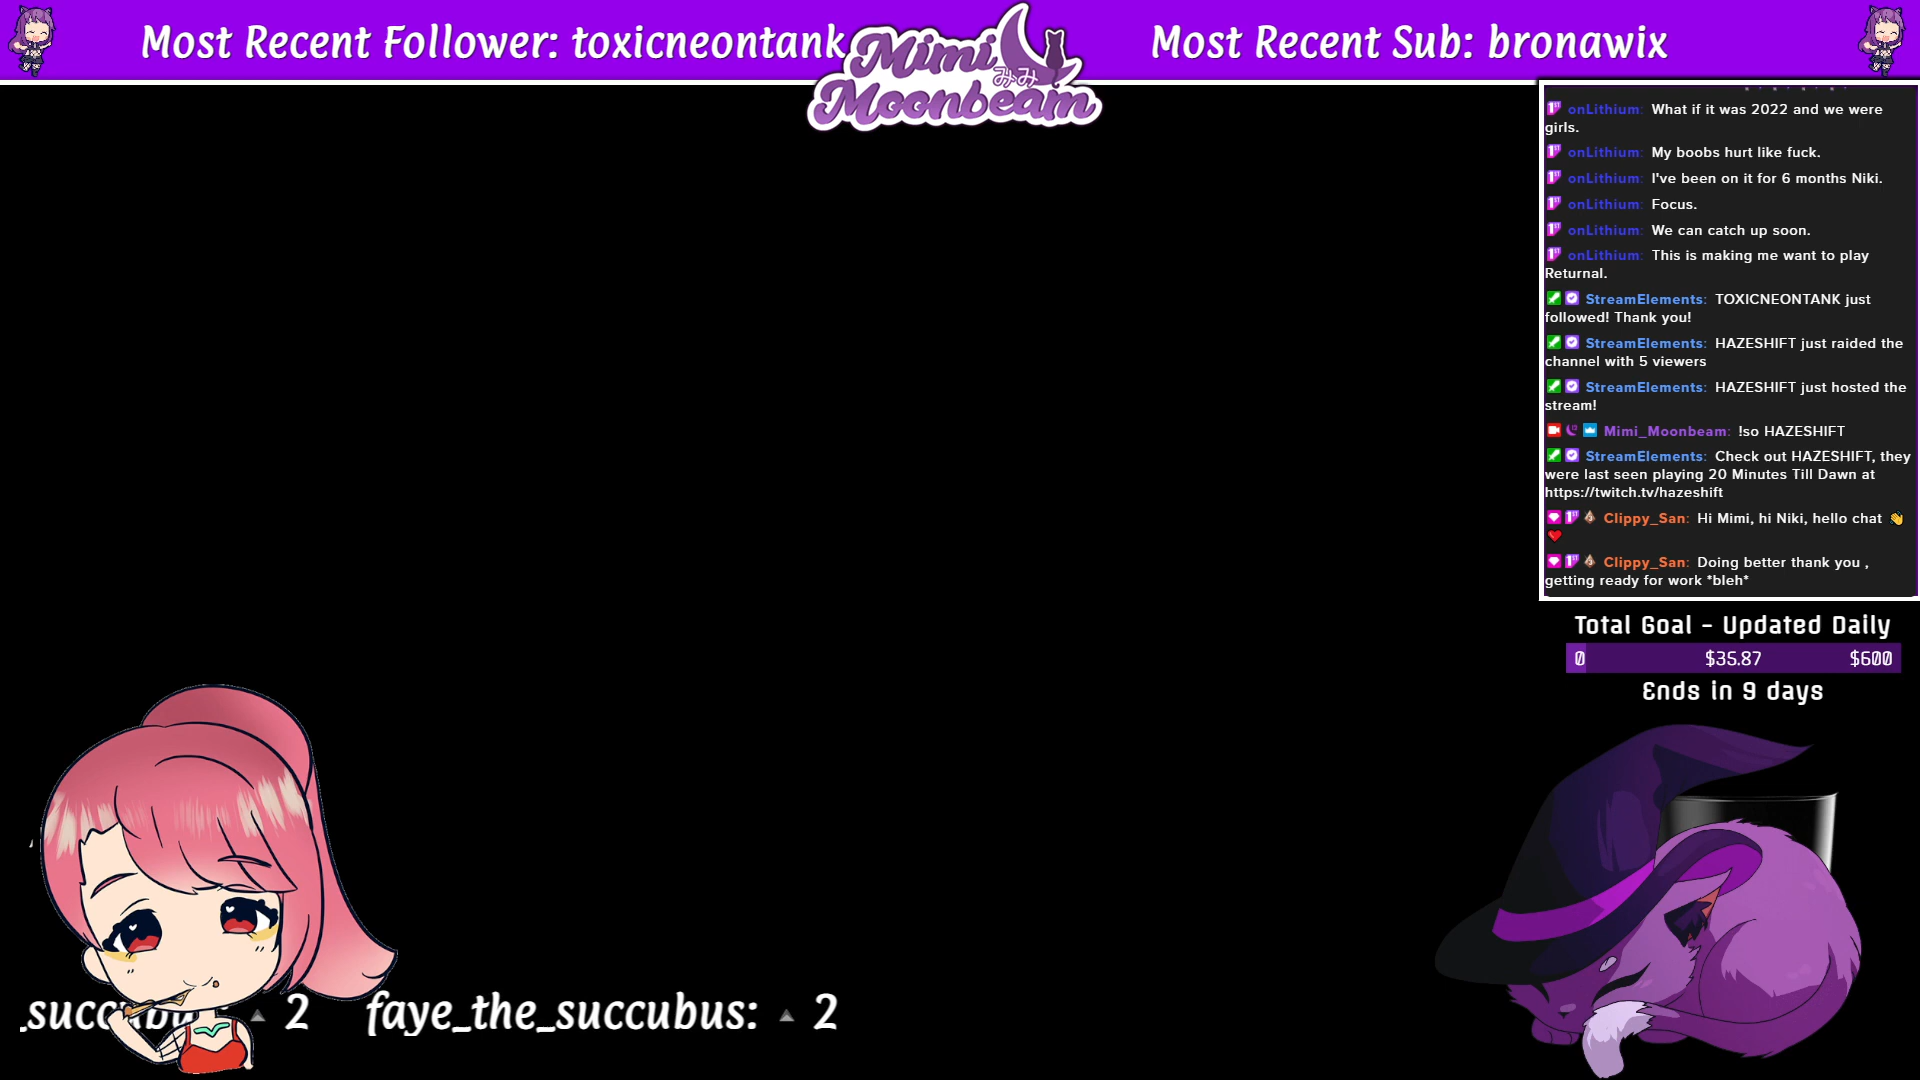 Most Recent Follower: toxicneontank
Mimi
みみ
Moonbeam
Most Recent Sub: bronawix
onLithium: What if it was 2022 and we were
girls.
onLithium: My boobs hurt like fuck.
onLithium: I've been on it for 6 months Niki.
onLithium: Focus.
onLithium: We can catch up soon.
onLithium: This is making me want to play
Returnal.
StreamElements: TOXICNEONTANK just
followed! Thank you!
StreamElements: HAZESHIFT just raided the
channel with 5 viewers
StreamElements: HAZESHIFT just hosted the
stream!
Mimi_Moonbeam: !so HAZESHIFT
StreamElements: Check out HAZESHIFT, they
were last seen playing 20 Minutes Till Dawn at
https://twitch.tv/hazeshift
Clippy_San: Hi Mimi, hi Niki, hello chat 👋
❤️
Clippy_San: Doing better thank you ,
getting ready for work *bleh*
Total Goal - Updated Daily
0 $35.87 $600
Ends in 9 days
2 faye_the_succubus: 2